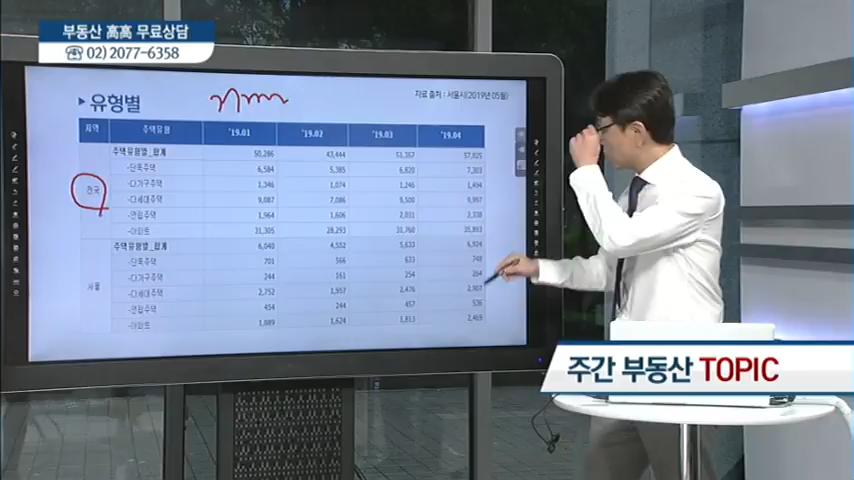 부동산 高高 무료상담
☎ 02) 2077-6358
▶유형별
자료 출처 : 서울시(2019년 05월)
지역 주택유형 '19.01 '19.02 '19.03 '19.04
전국 주택유형별_합계 50,286 43,444 51,357
-단독주택 6,584 5,385 6,820 7,203
-다가구주택 1,346 1,074 1,246 1,494
-다세대주택 9,087 7,086 9,500 9,997
-연립주택 1,964 1,606 2,031 2,338
-아파트 31,305 28,293 31,760 35,893
서울 주택유형별_합계 6,040 4,552 5,633 6,924
-단독주택 701 566 633 748
-다가구주택 244 161 254 264
-다세대주택 2,752 1,957 2,476 2,907
-연립주택 454 244 457 536
-아파트 1,889 1,624 1,813 2,469
주간 부동산 TOPIC